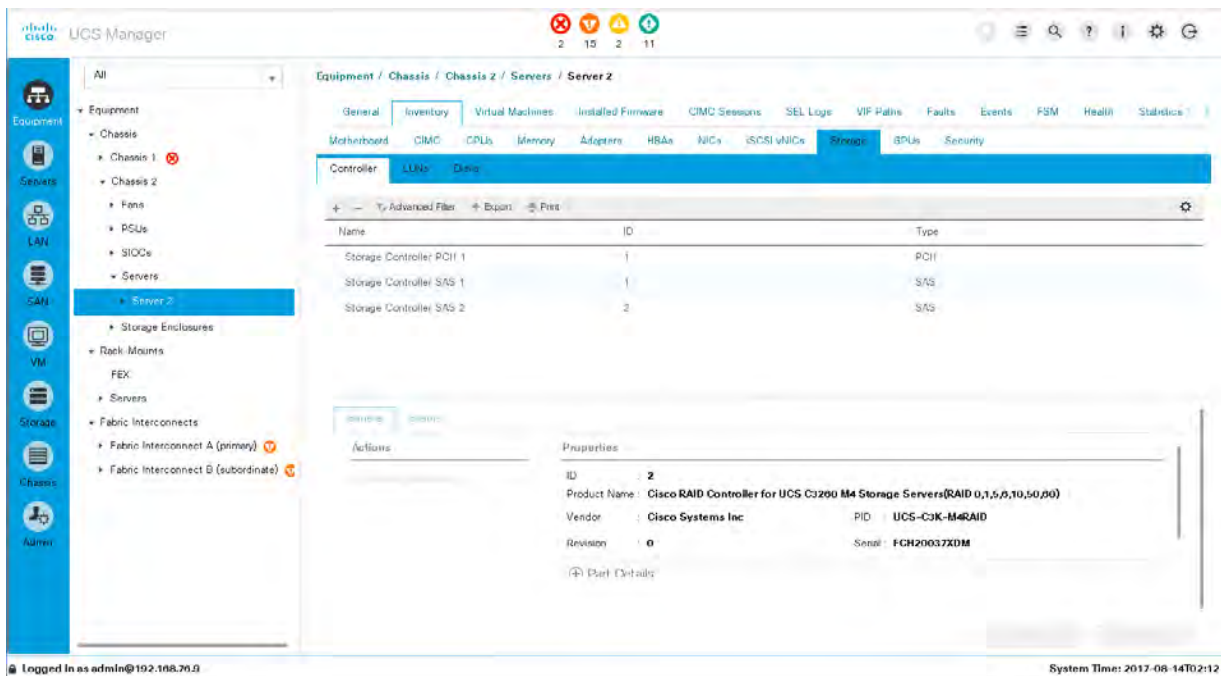 cisco UCS Manager
2 15 2 11
All
Equipment / Chassis / Chassis 2 / Servers / Server 2
General Inventory Virtual Machines Installed Firmware CIMC Sessions SEL Logs VIF Paths Faults Events FSM Health Statistics
Motherboard CIMC CPUs Memory Adapters HBAs NICs iSCSI vNICs Storage GPUs Security
Controller LUNs Disks
+ − Advanced Filter Export Print
Name ID Type
Storage Controller PCH 1 1 PCH
Storage Controller SAS 1 1 SAS
Storage Controller SAS 2 2 SAS
Equipment
Servers
LAN
SAN
VM
Storage
Chassis
Admin
Equipment
Chassis
Chassis 1
Chassis 2
Fans
PSUs
SIOCs
Servers
Server 2
Storage Enclosures
Rack-Mounts
FEX
Servers
Fabric Interconnects
Fabric Interconnect A (primary)
Fabric Interconnect B (subordinate)
General
Actions
Properties
ID : 2
Product Name : Cisco RAID Controller for UCS C3260 M4 Storage Servers(RAID 0,1,5,6,10,50,60)
Vendor : Cisco Systems Inc PID : UCS-C3K-M4RAID
Revision : 0 Serial : FCH20037XDM
Part Details
Logged in as admin@192.168.76.9
System Time: 2017-08-14T02:12